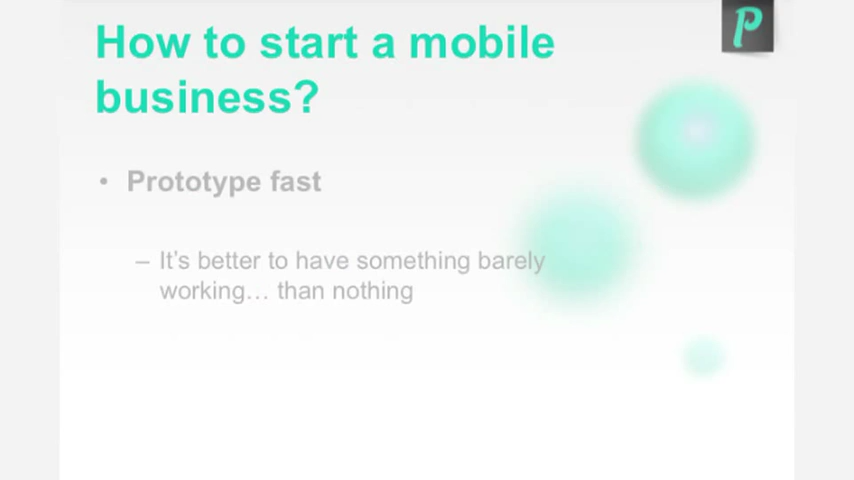 P
How to start a mobile
business?
• Prototype fast
– It's better to have something barely
working… than nothing